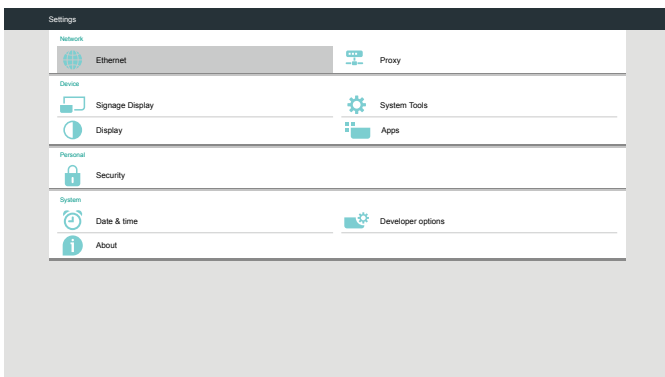 Settings
Network
Ethernet
Proxy
Device
Signage Display
System Tools
Display
Apps
Personal
Security
System
Date & time
Developer options
About